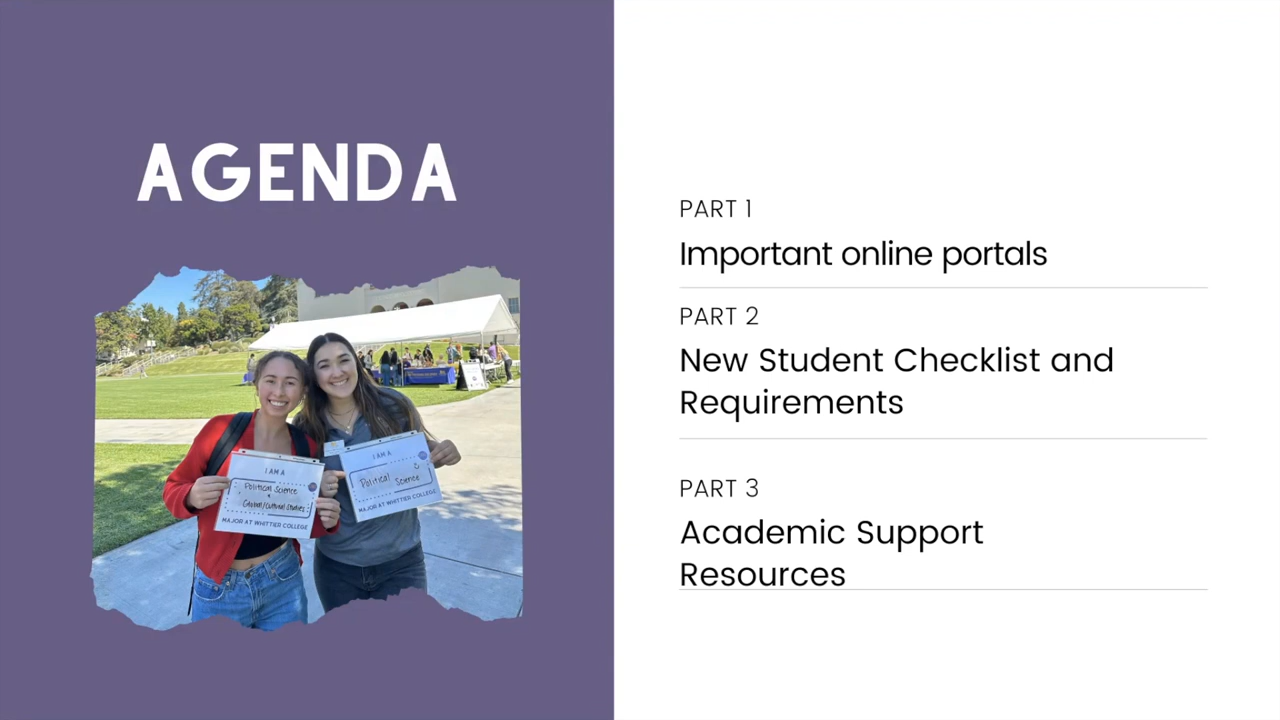 AGENDA
I AM A
Political Science
+
Global/Cultural Studies
MAJOR AT WHITTIER COLLEGE
I AM A
Political Science
MAJOR AT WHITTIER COLLEGE
PART 1
Important online portals
PART 2
New Student Checklist and
Requirements
PART 3
Academic Support
Resources